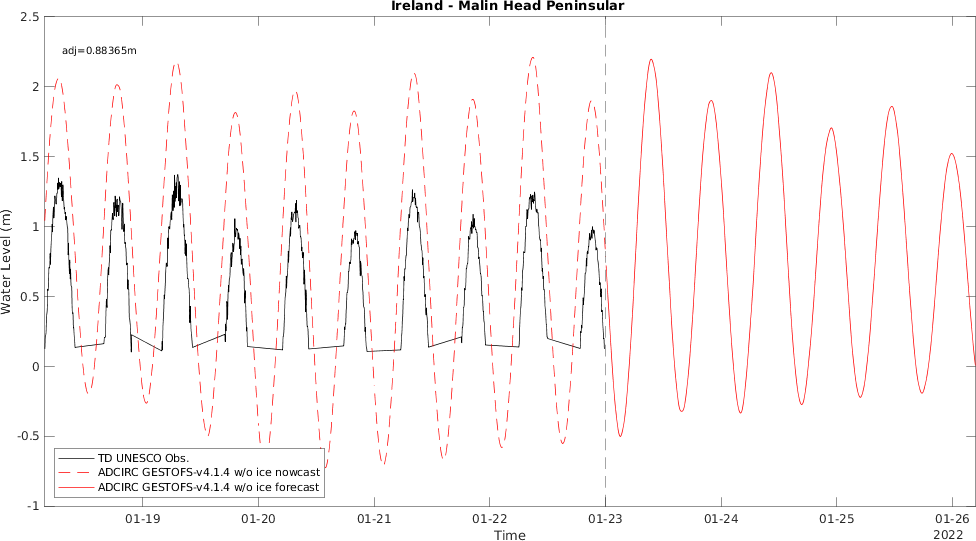 Ireland - Malin Head Peninsular
adj=0.88365m
2.5
2
1.5
1
0.5
0
-0.5
-1
Water Level (m)
TD UNESCO Obs.
ADCIRC GESTOFS-v4.1.4 w/o ice nowcast
ADCIRC GESTOFS-v4.1.4 w/o ice forecast
01-19 01-20 01-21 01-22 01-23 01-24 01-25 01-26
Time
2022